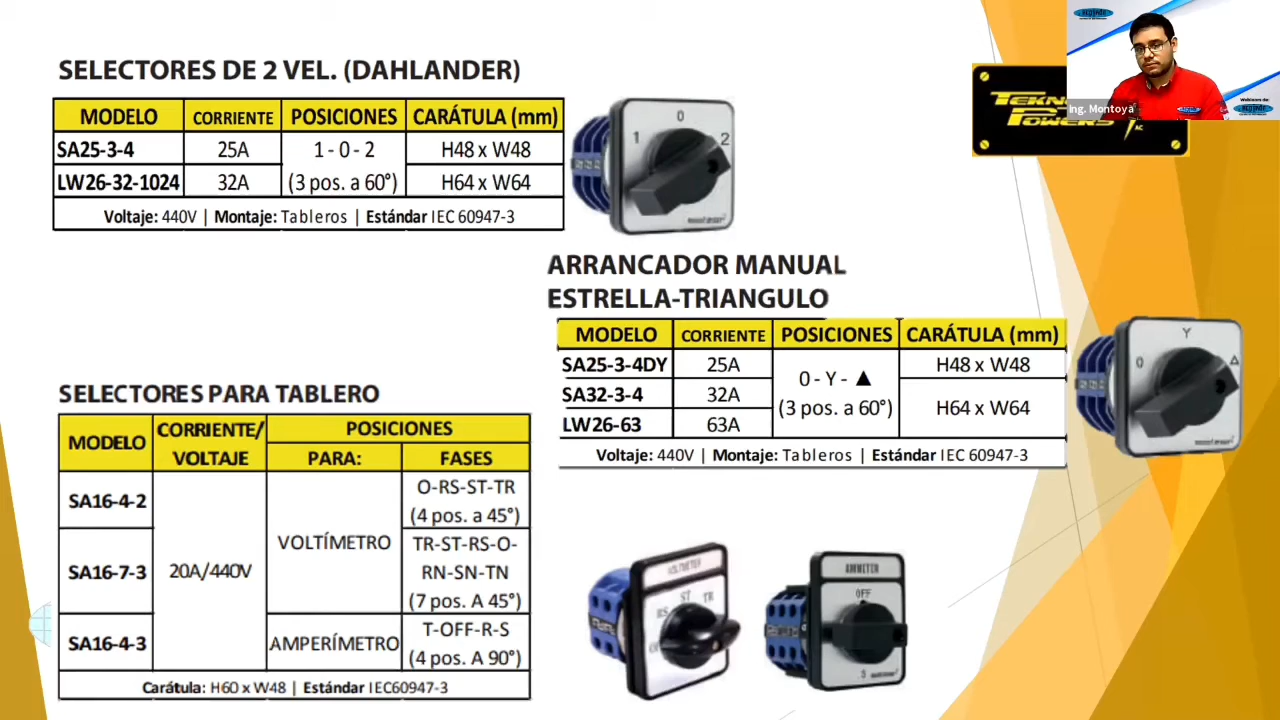 SELECTORES DE 2 VEL. (DAHLANDER)
MODELO CORRIENTE POSICIONES CARÁTULA (mm)
SA25-3-4 25A 1 - 0 - 2 H48 x W48
LW26-32-1024 32A (3 pos. a 60°) H64 x W64
Voltaje: 440V | Montaje: Tableros | Estándar IEC 60947-3
0
1
2
Ing. Montoya
ARRANCADOR MANUAL
ESTRELLA-TRIANGULO
MODELO CORRIENTE POSICIONES CARÁTULA (mm)
SA25-3-4DY 25A 0 - Y - ▲ H48 x W48
SA32-3-4 32A (3 pos. a 60°) H64 x W64
LW26-63 63A
Voltaje: 440V | Montaje: Tableros | Estándar IEC 60947-3
Y
0
Δ
SELECTORES PARA TABLERO
MODELO CORRIENTE/ VOLTAJE POSICIONES
PARA: FASES
SA16-4-2 20A/440V VOLTÍMETRO O-RS-ST-TR
(4 pos. a 45°)
SA16-7-3 TR-ST-RS-O-
RN-SN-TN
(7 pos. A 45°)
SA16-4-3 AMPERÍMETRO T-OFF-R-S
(4 pos. A 90°)
Carátula: H60 x W48 | Estándar IEC60947-3
VOLTMETER
RS ST TR
AMMETER
OFF